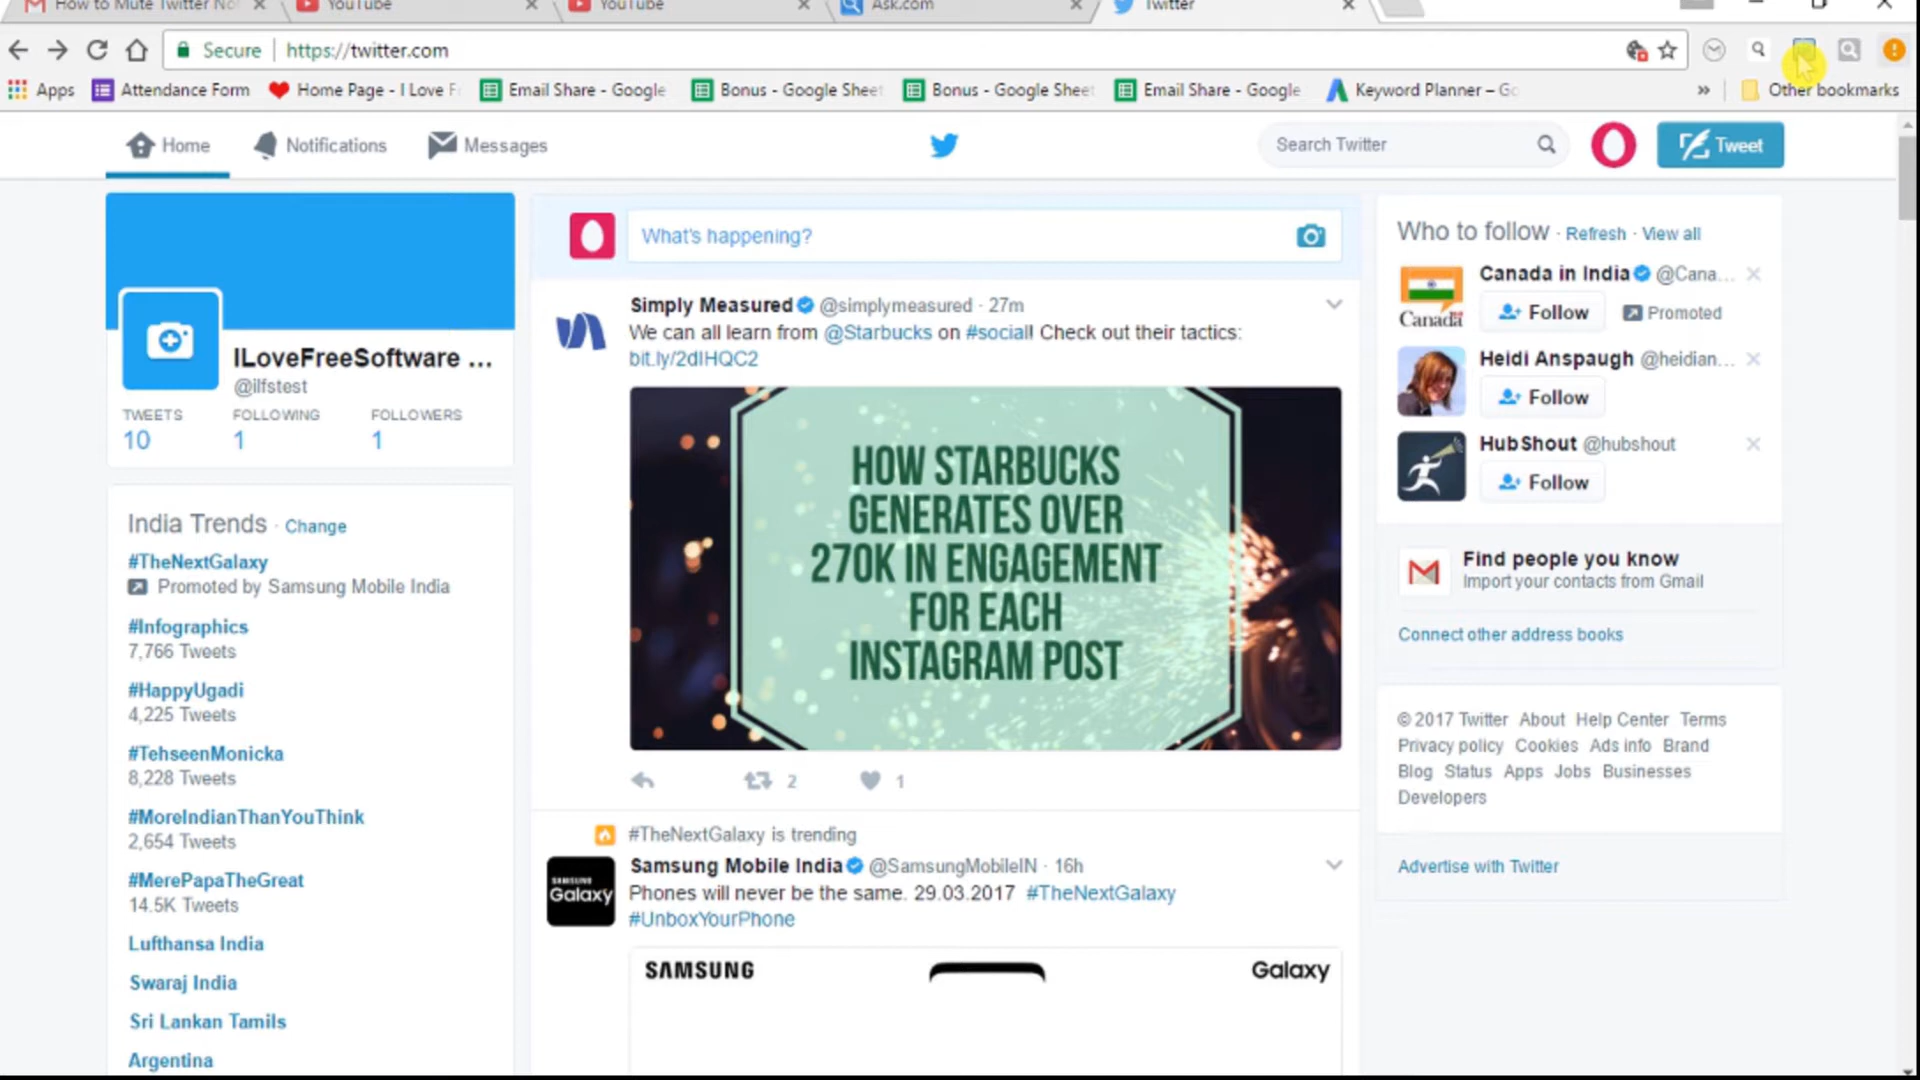 How to Mute Twitter No
YouTube
YouTube
Ask.com
Twitter
Secure
https://twitter.com
Apps
Attendance Form
Home Page - I Love F
Email Share - Google
Bonus - Google Sheet
Bonus - Google Sheet
Email Share - Google
Keyword Planner – Go
»
Other bookmarks
Home
Notifications
Messages
Search Twitter
Tweet
ILoveFreeSoftware ...
@ilfstest
TWEETS FOLLOWING FOLLOWERS
10 1 1
India Trends · Change
#TheNextGalaxy
Promoted by Samsung Mobile India
#Infographics
7,766 Tweets
#HappyUgadi
4,225 Tweets
#TehseenMonicka
8,228 Tweets
#MoreIndianThanYouThink
2,654 Tweets
#MerePapaTheGreat
14.5K Tweets
Lufthansa India
Swaraj India
Sri Lankan Tamils
Argentina
What's happening?
Simply Measured @simplymeasured · 27m
We can all learn from @Starbucks on #social! Check out their tactics:
bit.ly/2dIHQC2
HOW STARBUCKS
GENERATES OVER
270K IN ENGAGEMENT
FOR EACH
INSTAGRAM POST
2 1
#TheNextGalaxy is trending
Samsung Mobile India @SamsungMobileIN · 16h
SAMSUNG
Galaxy
Phones will never be the same. 29.03.2017 #TheNextGalaxy
#UnboxYourPhone
SAMSUNG Galaxy
Who to follow · Refresh · View all
Canada in India @Cana...
Canada
Follow
Promoted
Heidi Anspaugh @heidian...
Follow
HubShout @hubshout
Follow
Find people you know
Import your contacts from Gmail
Connect other address books
© 2017 Twitter About Help Center Terms
Privacy policy Cookies Ads info Brand
Blog Status Apps Jobs Businesses
Developers
Advertise with Twitter